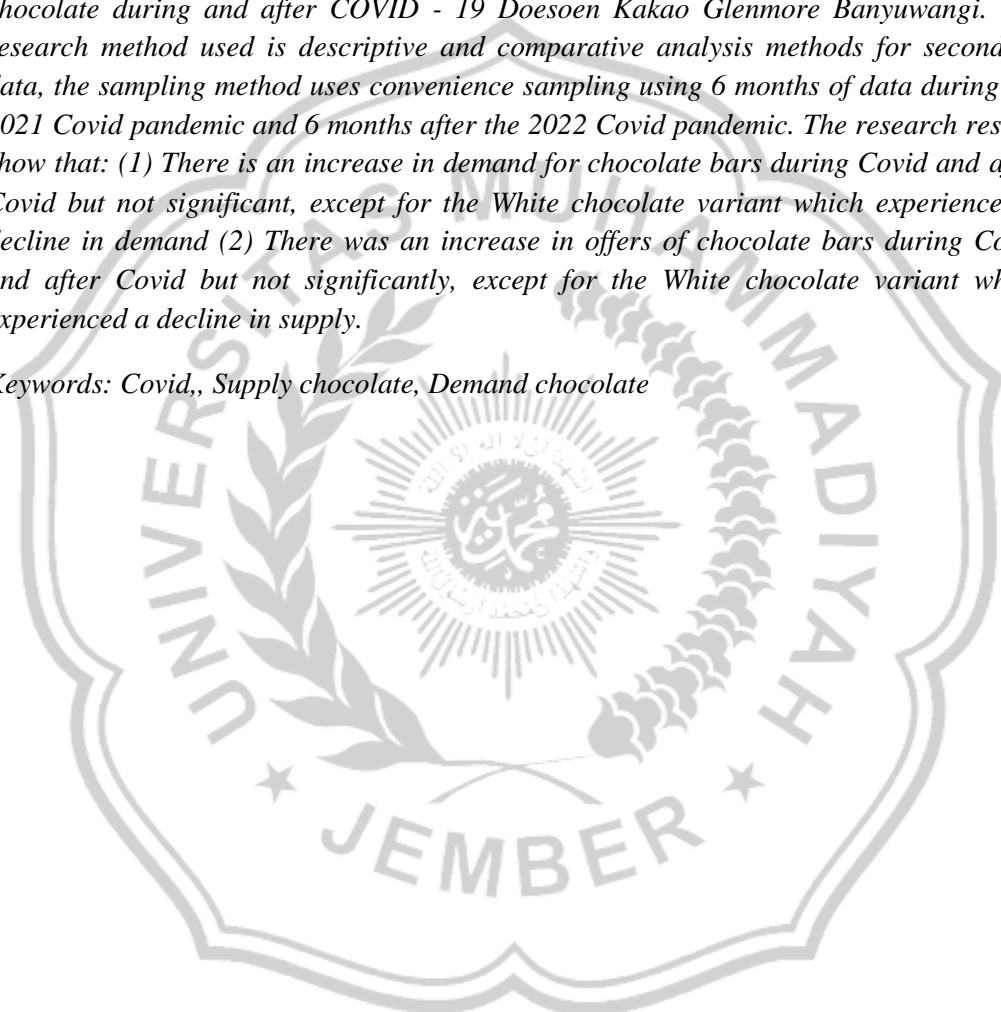 chocolate during and after COVID - 19 Doesoen Kakao Glenmore Banyuwangi.
research method used is descriptive and comparative analysis methods for second
data, the sampling method uses convenience sampling using 6 months of data during
2021 Covid pandemic and 6 months after the 2022 Covid pandemic. The research res
show that: (1) There is an increase in demand for chocolate bars during Covid and a
Covid but not significant, except for the White chocolate variant which experience
decline in demand (2) There was an increase in offers of chocolate bars during Co
and after Covid but not significantly, except for the White chocolate variant wh
experienced a decline in supply.
Keywords: Covid,, Supply chocolate, Demand chocolate
UNIVERSITAS MUHAMMADIYAH
JEMBER